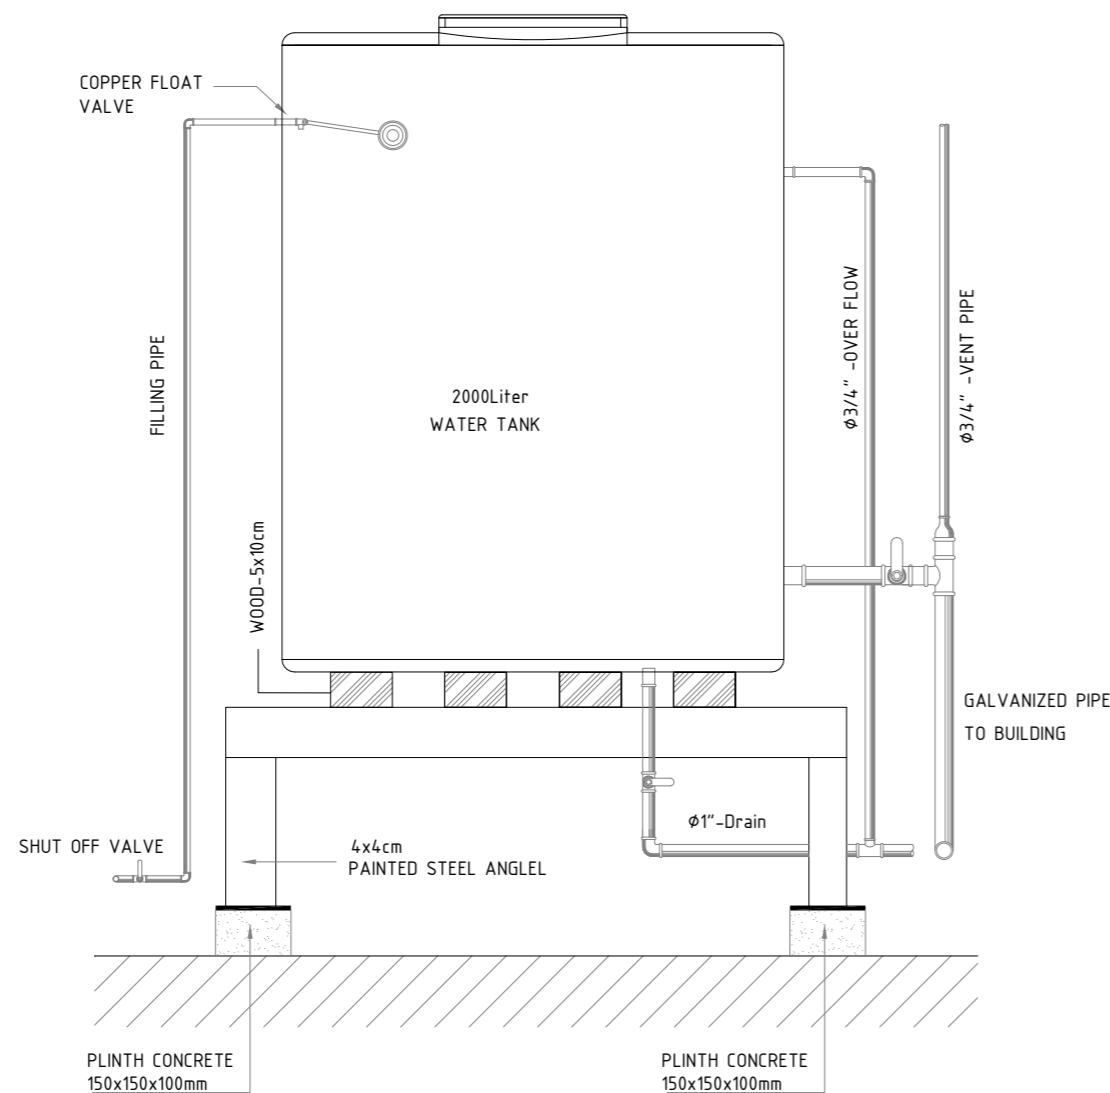 COPPER FLOAT
VALVE
FILLING PIPE
2000Liter
WATER TANK
ϕ3/4" -OVER FLOW
ϕ3/4" -VENT PIPE
WOOD-5x10cm
GALVANIZED PIPE
TO BUILDING
ϕ1"-Drain
SHUT OFF VALVE
4x4cm
PAINTED STEEL ANGLEL
PLINTH CONCRETE
150x150x100mm
PLINTH CONCRETE
150x150x100mm